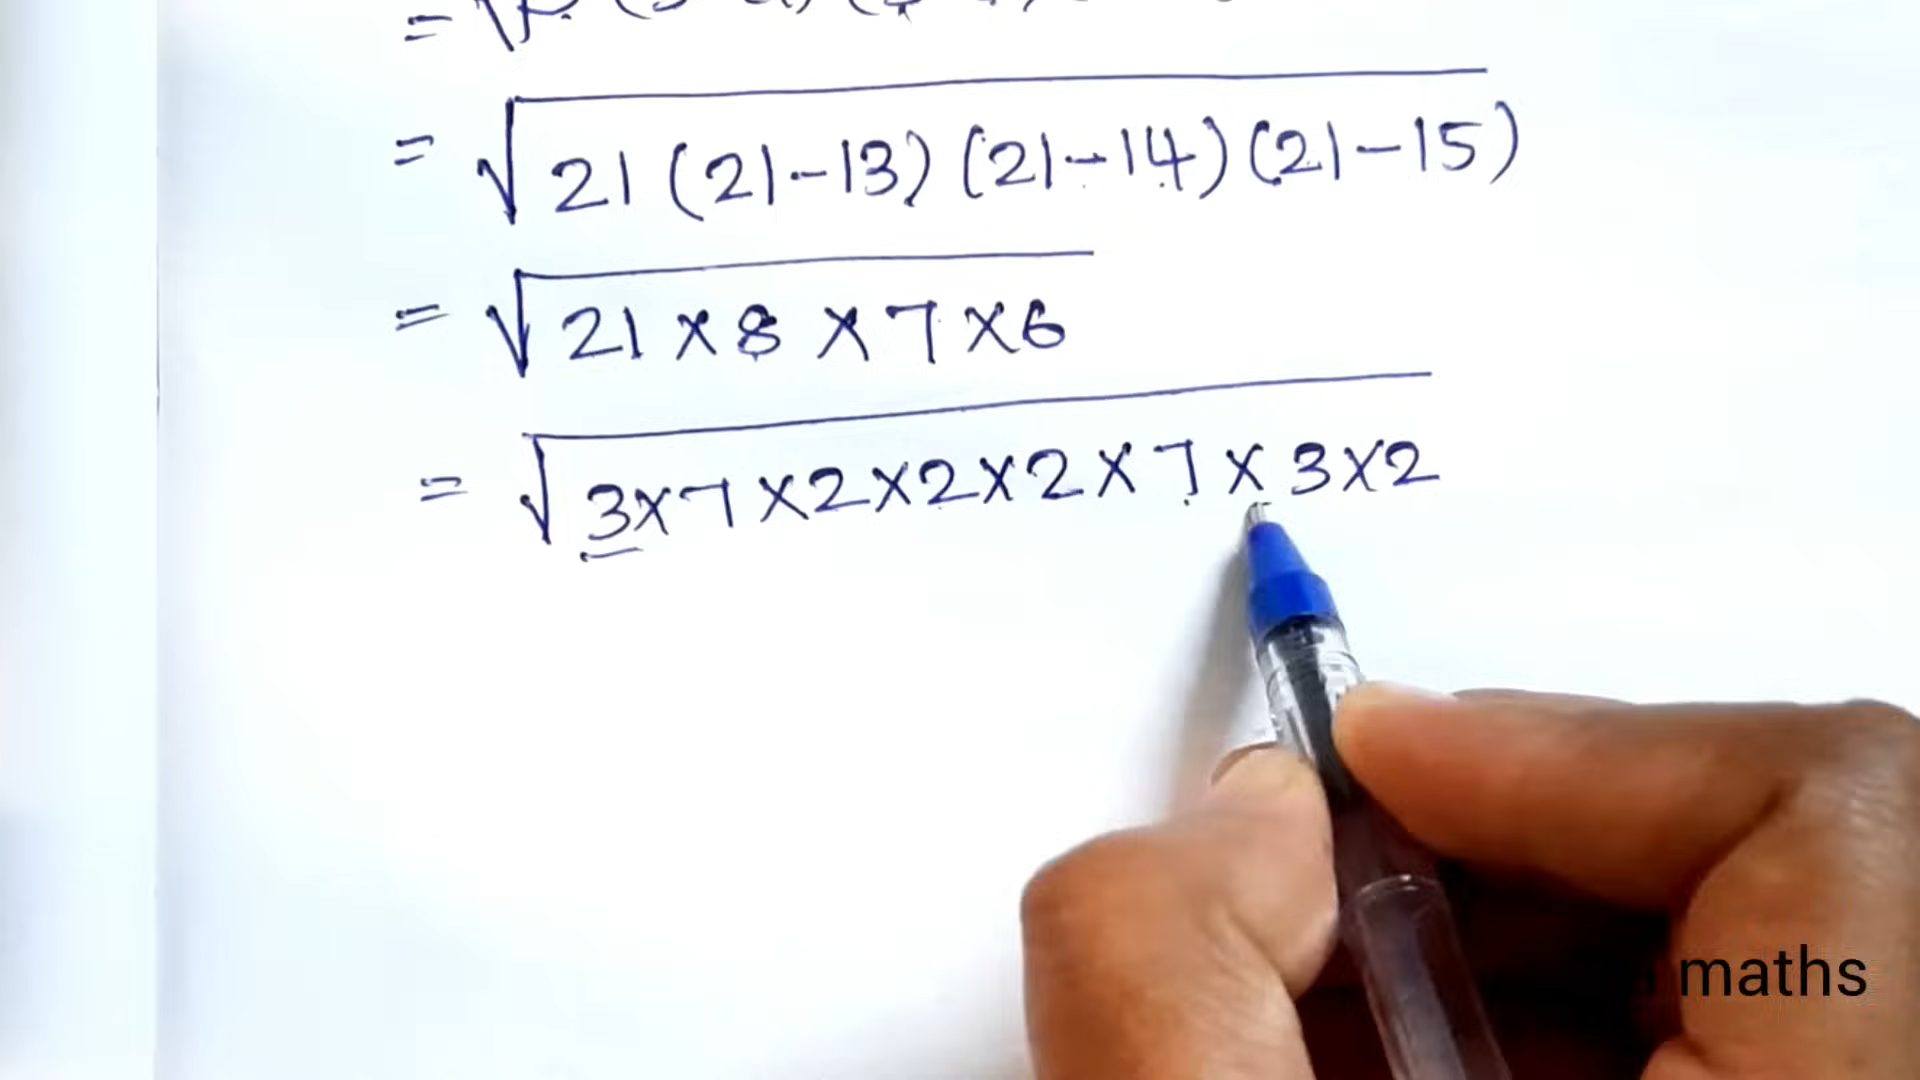 = √21(21-13)(21-14)(21-15)
= √21×8×7×6
= √3×7×2×2×2×7×3×2
maths